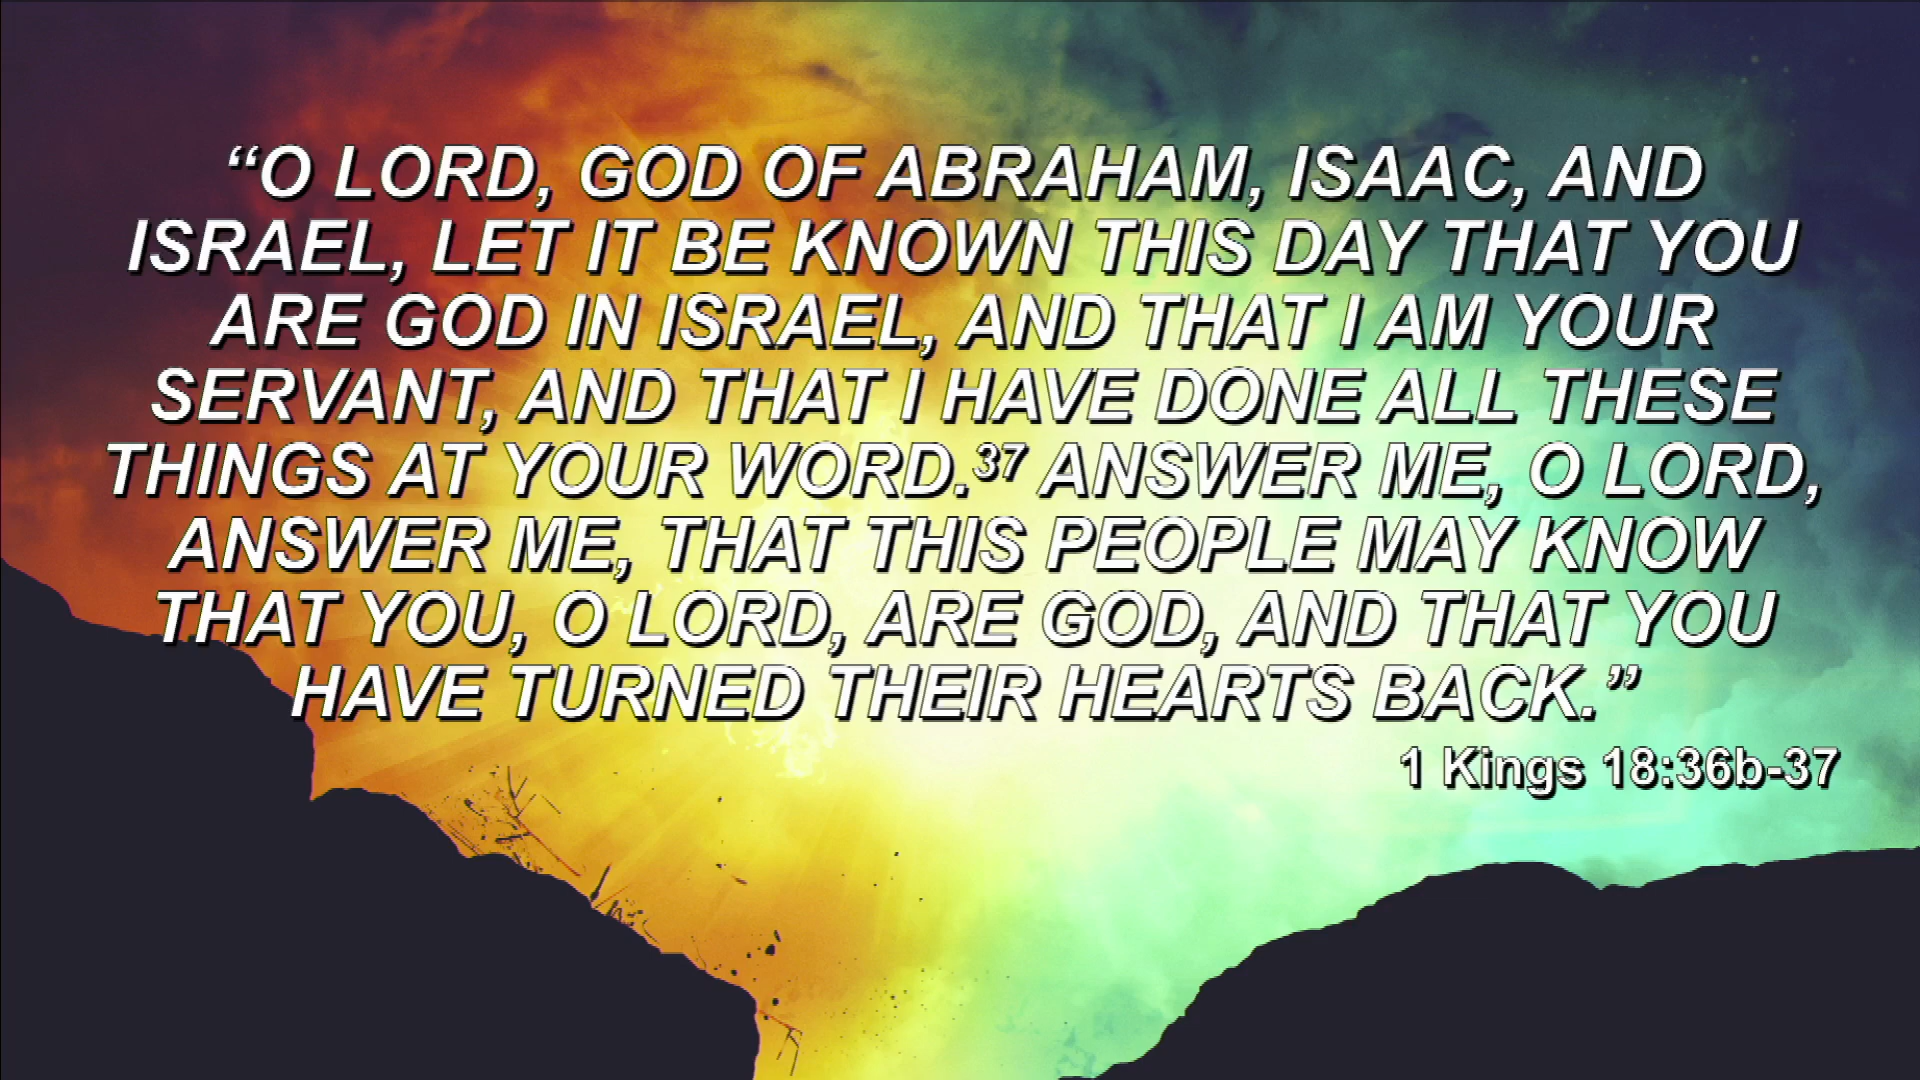 “O LORD, GOD OF ABRAHAM, ISAAC, AND
ISRAEL, LET IT BE KNOWN THIS DAY THAT YOU
ARE GOD IN ISRAEL, AND THAT I AM YOUR
SERVANT, AND THAT I HAVE DONE ALL THESE
THINGS AT YOUR WORD.³⁷ ANSWER ME, O LORD,
ANSWER ME, THAT THIS PEOPLE MAY KNOW
THAT YOU, O LORD, ARE GOD, AND THAT YOU
HAVE TURNED THEIR HEARTS BACK.”
1 Kings 18:36b-37